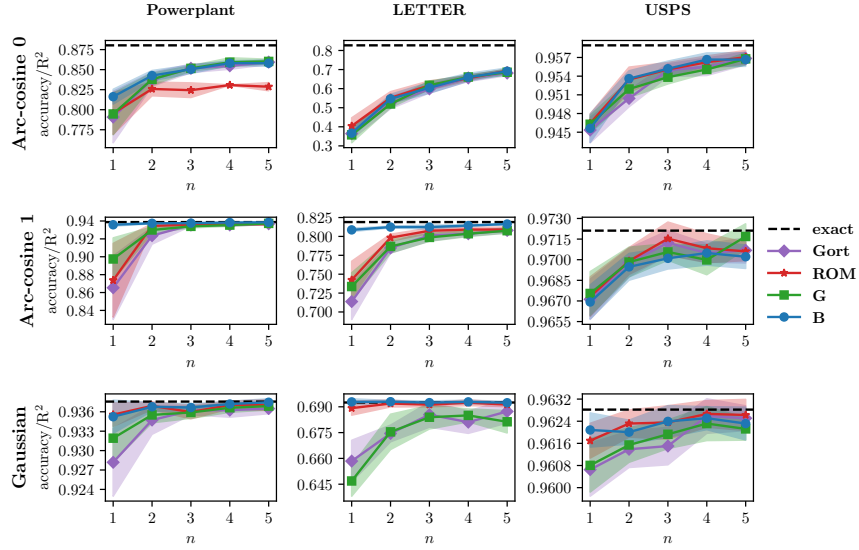 Powerplant LETTER USPS
Arc-cosine 0
accuracy/R²
0.875
0.850
0.825
0.800
0.775
1 2 3 4 5
n
0.8
0.7
0.6
0.5
0.4
0.3
1 2 3 4 5
n
0.957
0.954
0.951
0.948
0.945
1 2 3 4 5
n
Arc-cosine 1
accuracy/R²
0.94
0.92
0.90
0.88
0.86
0.84
1 2 3 4 5
n
0.825
0.800
0.775
0.750
0.725
0.700
1 2 3 4 5
n
0.9730
0.9715
0.9700
0.9685
0.9670
0.9655
1 2 3 4 5
n
exact
Gort
ROM
G
B
Gaussian
accuracy/R²
0.936
0.933
0.930
0.927
0.924
1 2 3 4 5
n
0.690
0.675
0.660
0.645
1 2 3 4 5
n
0.9632
0.9624
0.9616
0.9608
0.9600
1 2 3 4 5
n